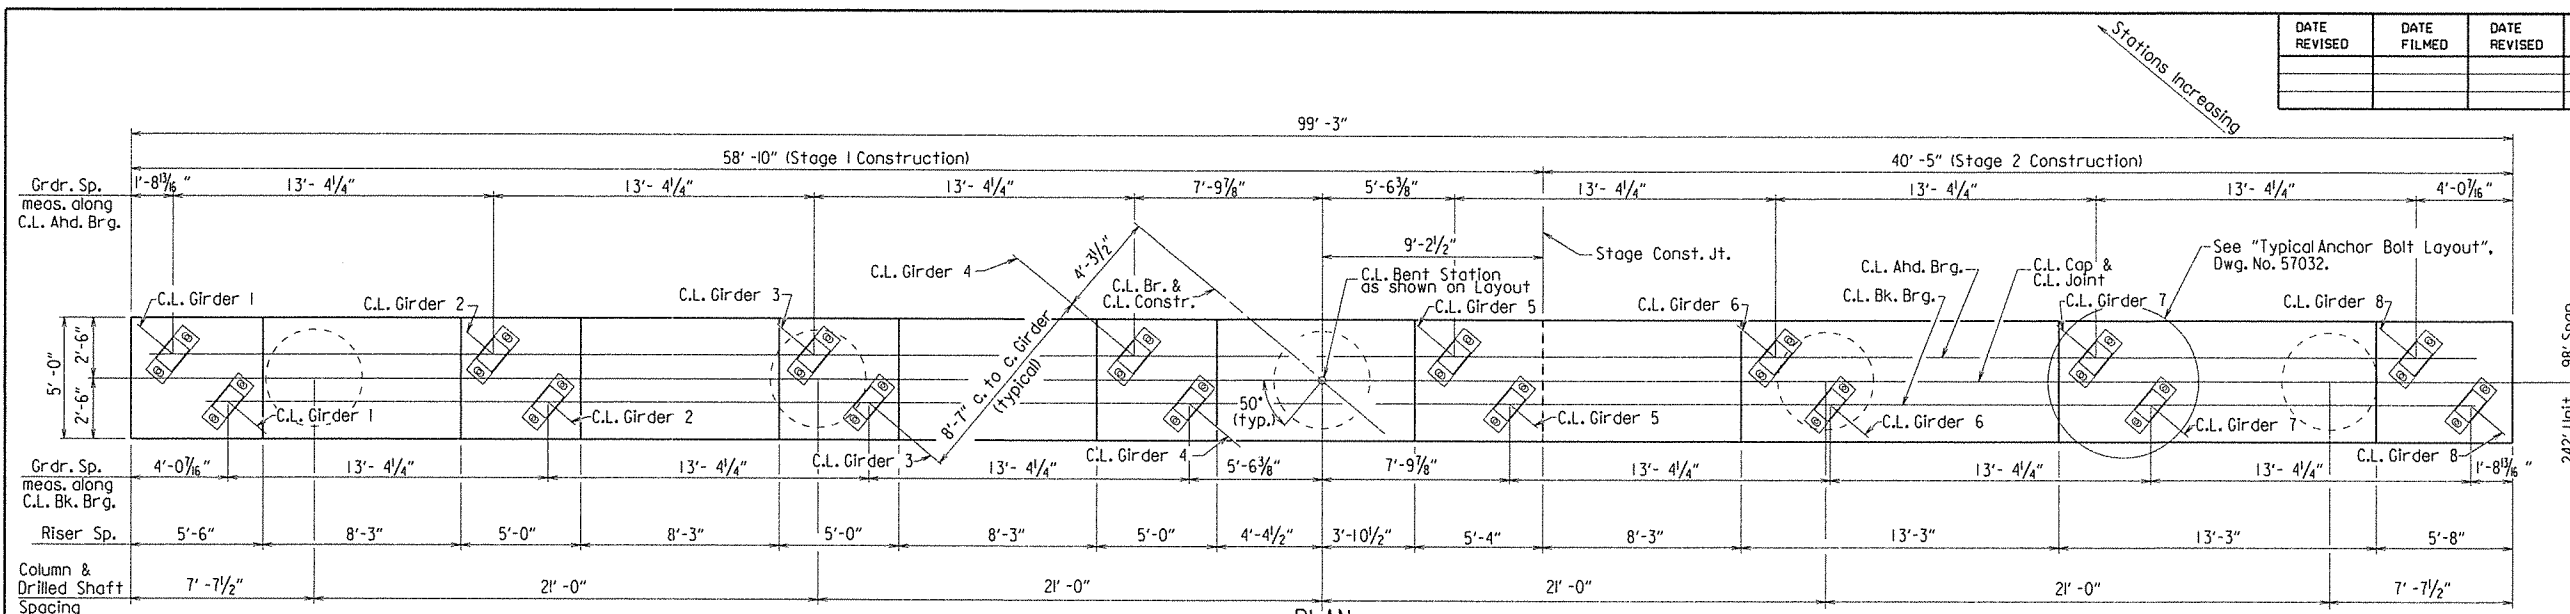 Stations Increasing
DATE REVISED
DATE FILMED
DATE REVISED
99'-3"
58'-10" (Stage 1 Construction)
40'-5" (Stage 2 Construction)
Grdr. Sp.
meas. along
C.L. Ahd. Brg.
1'-8 13/16" 13'-4 1/4" 13'-4 1/4" 13'-4 1/4" 7'-9 7/8" 5'-6 3/8" 13'-4 1/4" 13'-4 1/4" 13'-4 1/4" 4'-0 7/16"
9'-2 1/2"
Stage Const. Jt.
See "Typical Anchor Bolt Layout",
Dwg. No. 57032.
C.L. Girder 1
C.L. Girder 2
C.L. Girder 3
C.L. Girder 4
4'-3 1/2"
C.L. Br. &
C.L. Constr.
C.L. Bent Station
as shown on Layout
C.L. Girder 5
C.L. Girder 6
C.L. Ahd. Brg.
C.L. Bk. Brg.
C.L. Cap &
C.L. Joint
C.L. Girder 7
C.L. Girder 8
5'-0"
2'-6"
2'-6"
8'-7" c. to c. Girder
(typical)
50°
(typ.)
C.L. Girder 1
C.L. Girder 2
C.L. Girder 3
C.L. Girder 4
C.L. Girder 5
C.L. Girder 6
C.L. Girder 7
C.L. Girder 8
242' Unit 98' Span
Grdr. Sp.
meas. along
C.L. Bk. Brg.
4'-0 7/16" 13'-4 1/4" 13'-4 1/4" 13'-4 1/4" 5'-6 3/8" 7'-9 7/8" 13'-4 1/4" 13'-4 1/4" 13'-4 1/4" 1'-8 13/16"
Riser Sp. 5'-6" 8'-3" 5'-0" 8'-3" 5'-0" 8'-3" 5'-0" 4'-4 1/2" 3'-10 1/2" 5'-4" 8'-3" 13'-3" 13'-3" 5'-8"
Column &
Drilled Shaft
Spacing
7'-7 1/2" 21'-0" 21'-0" 21'-0" 21'-0" 7'-7 1/2"
PLAN